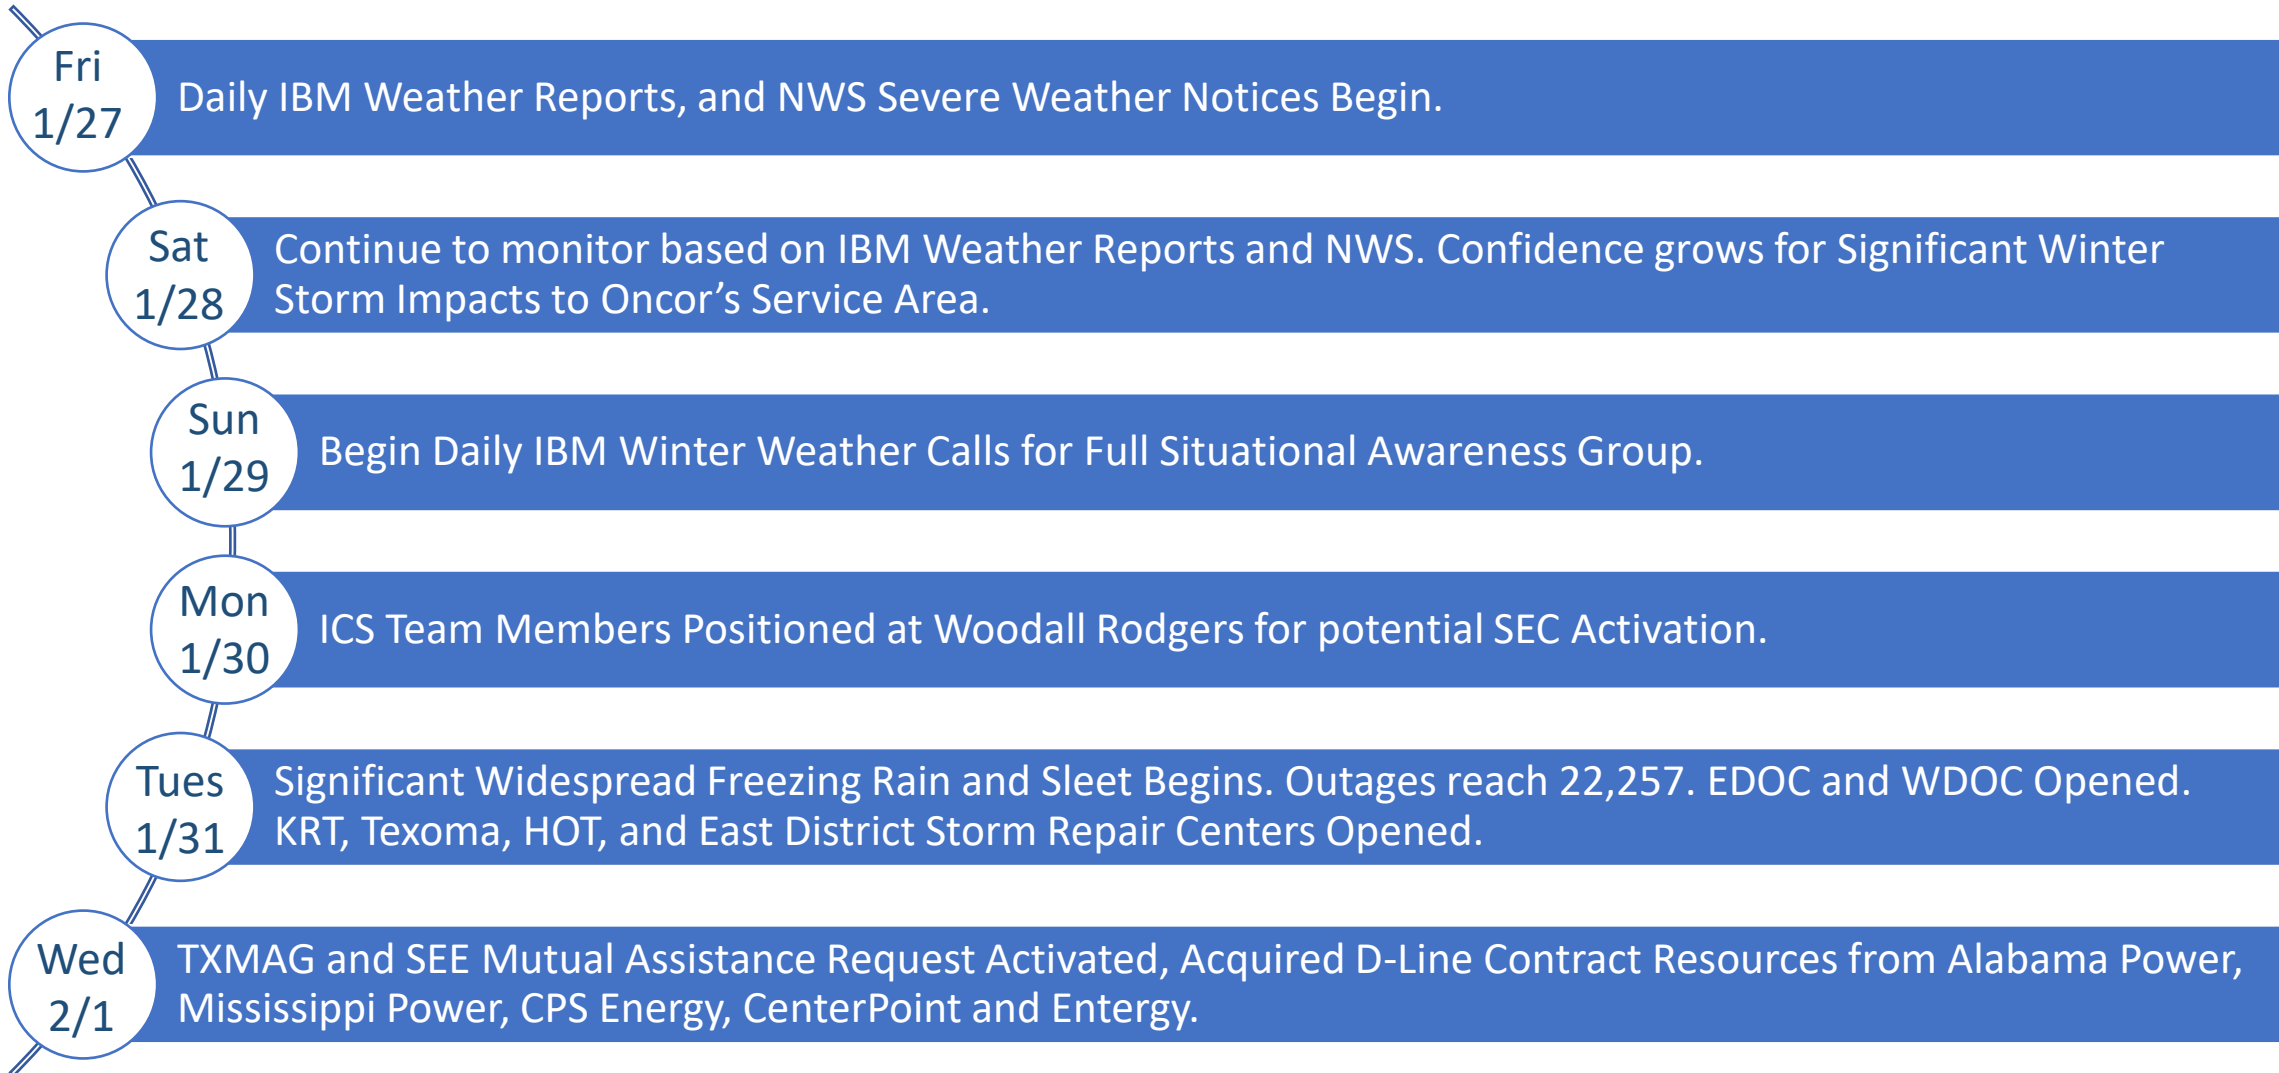 Fri
1/27
Daily IBM Weather Reports, and NWS Severe Weather Notices Begin.
Sat
1/28
Continue to monitor based on IBM Weather Reports and NWS. Confidence grows for Significant Winter
Storm Impacts to Oncor’s Service Area.
Sun
1/29
Begin Daily IBM Winter Weather Calls for Full Situational Awareness Group.
Mon
1/30
ICS Team Members Positioned at Woodall Rodgers for potential SEC Activation.
Tues
1/31
Significant Widespread Freezing Rain and Sleet Begins. Outages reach 22,257. EDOC and WDOC Opened.
KRT, Texoma, HOT, and East District Storm Repair Centers Opened.
Wed
2/1
TXMAG and SEE Mutual Assistance Request Activated, Acquired D-Line Contract Resources from Alabama Power,
Mississippi Power, CPS Energy, CenterPoint and Entergy.